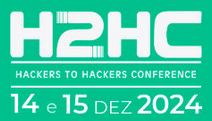 H2HC
HACKERS TO HACKERS CONFERENCE
14 e 15 DEZ 2024